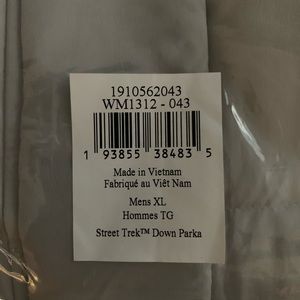 1910562043
WM1312 - 043
1 93855 38483 5
Made in Vietnam
Fabriqué au Viêt Nam
Mens XL
Hommes TG
Street Trek™ Down Parka